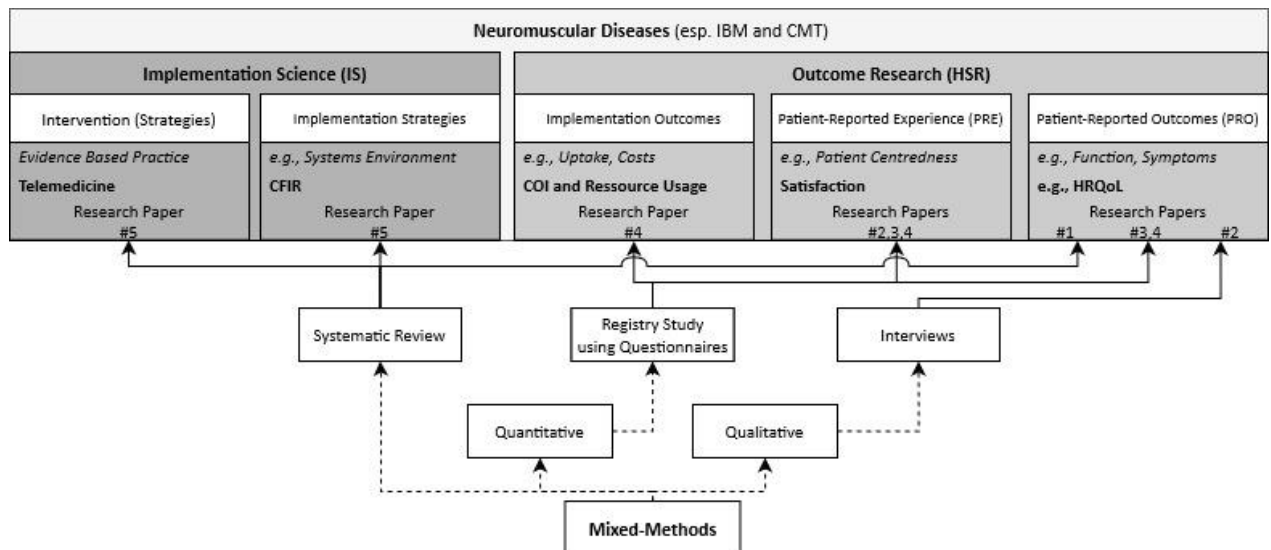 Neuromuscular Diseases (esp. IBM and CMT)
Implementation Science (IS)
Outcome Research (HSR)
Intervention (Strategies)
Implementation Strategies
Implementation Outcomes
Patient-Reported Experience (PRE)
Patient-Reported Outcomes (PRO)
Evidence Based Practice
Telemedicine
Research Paper
#5
e.g., Systems Environment
CFIR
Research Paper
#5
e.g., Uptake, Costs
COI and Ressource Usage
Research Paper
#4
e.g., Patient Centredness
Satisfaction
Research Papers
#2,3,4
e.g., Function, Symptoms
e.g., HRQoL
Research Papers
#1 #3,4 #2
Systematic Review
Registry Study
using Questionnaires
Interviews
Quantitative
Qualitative
Mixed-Methods